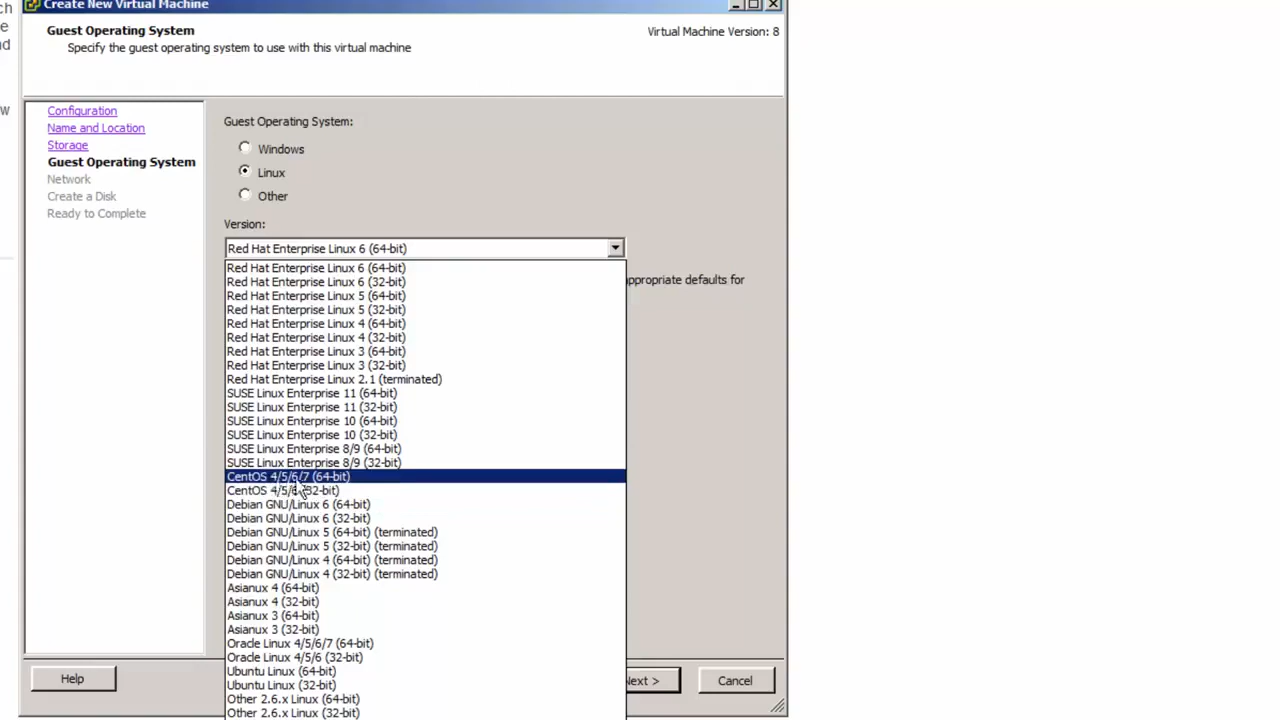 ch
Create New Virtual Machine
e
Guest Operating System
Virtual Machine Version: 8
d
Specify the guest operating system to use with this virtual machine
w
Configuration
Name and Location
Storage
Guest Operating System
Network
Create a Disk
Ready to Complete
Guest Operating System:
Windows
Linux
Other
Version:
Red Hat Enterprise Linux 6 (64-bit)
appropriate defaults for
Red Hat Enterprise Linux 6 (64-bit)
Red Hat Enterprise Linux 6 (32-bit)
Red Hat Enterprise Linux 5 (64-bit)
Red Hat Enterprise Linux 5 (32-bit)
Red Hat Enterprise Linux 4 (64-bit)
Red Hat Enterprise Linux 4 (32-bit)
Red Hat Enterprise Linux 3 (64-bit)
Red Hat Enterprise Linux 3 (32-bit)
Red Hat Enterprise Linux 2.1 (terminated)
SUSE Linux Enterprise 11 (64-bit)
SUSE Linux Enterprise 11 (32-bit)
SUSE Linux Enterprise 10 (64-bit)
SUSE Linux Enterprise 10 (32-bit)
SUSE Linux Enterprise 8/9 (64-bit)
SUSE Linux Enterprise 8/9 (32-bit)
CentOS 4/5/6/7 (64-bit)
CentOS 4/5/6 (32-bit)
Debian GNU/Linux 6 (64-bit)
Debian GNU/Linux 6 (32-bit)
Debian GNU/Linux 5 (64-bit) (terminated)
Debian GNU/Linux 5 (32-bit) (terminated)
Debian GNU/Linux 4 (64-bit) (terminated)
Debian GNU/Linux 4 (32-bit) (terminated)
Asianux 4 (64-bit)
Asianux 4 (32-bit)
Asianux 3 (64-bit)
Asianux 3 (32-bit)
Oracle Linux 4/5/6/7 (64-bit)
Oracle Linux 4/5/6 (32-bit)
Ubuntu Linux (64-bit)
Ubuntu Linux (32-bit)
Other 2.6.x Linux (64-bit)
Other 2.6.x Linux (32-bit)
Help
Next >
Cancel